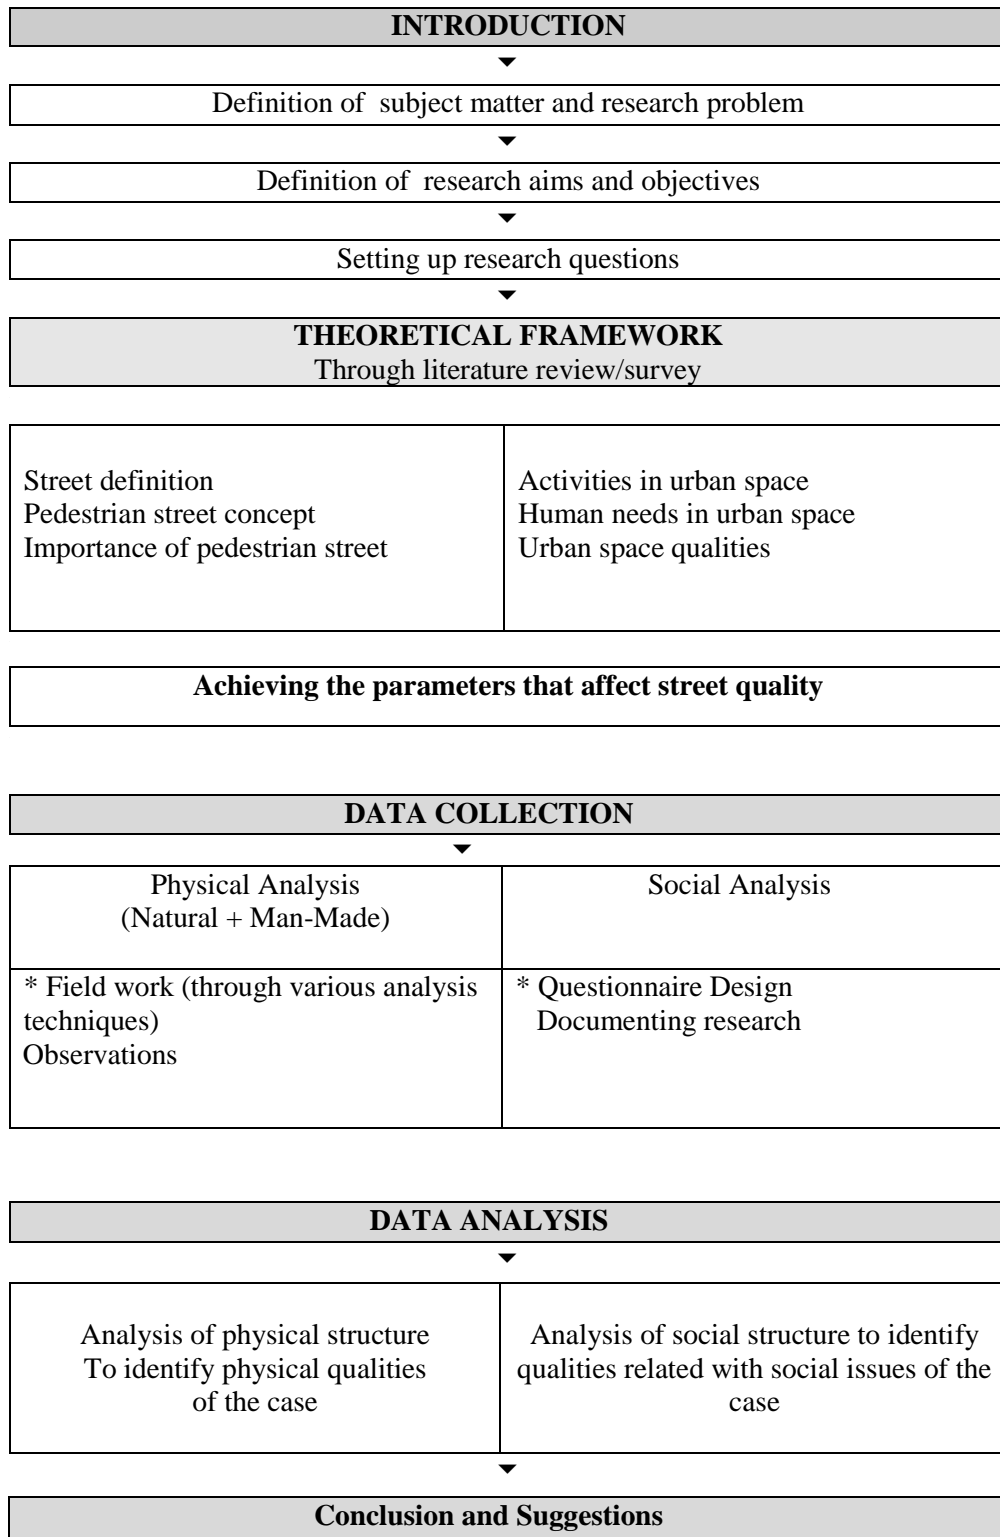 INTRODUCTION
Definition of  subject matter and research problem
Definition of  research aims and objectives
Setting up research questions
THEORETICAL FRAMEWORK
Through literature review/survey
Street definition
Pedestrian street concept
Importance of pedestrian street
Activities in urban space
Human needs in urban space
Urban space qualities
Achieving the parameters that affect street quality
DATA COLLECTION
Physical Analysis
(Natural + Man-Made)
Social Analysis
* Field work (through various analysis
techniques)
Observations
* Questionnaire Design
Documenting research
DATA ANALYSIS
Analysis of physical structure
To identify physical qualities
of the case
Analysis of social structure to identify
qualities related with social issues of the
case
Conclusion and Suggestions